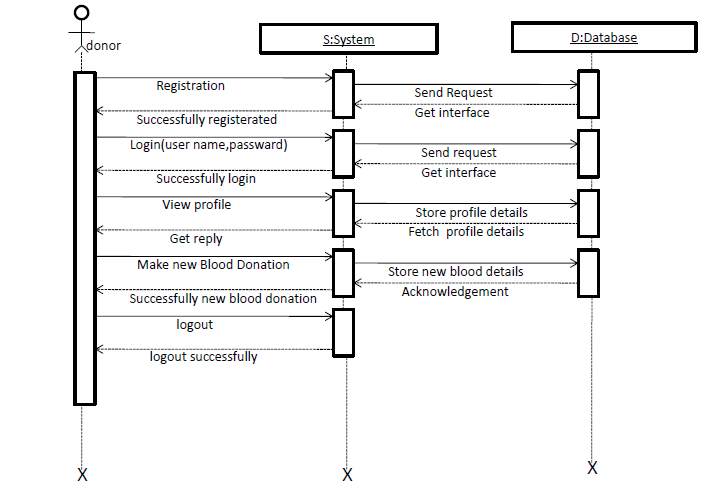 donor
S:System
D:Database
Registration
Send Request
Get interface
Successfully registerated
Login(user name,passward)
Send request
Get interface
Successfully login
View profile
Store profile details
Fetch profile details
Get reply
Make new Blood Donation
Store new blood details
Acknowledgement
Successfully new blood donation
logout
logout successfully
X
X
X